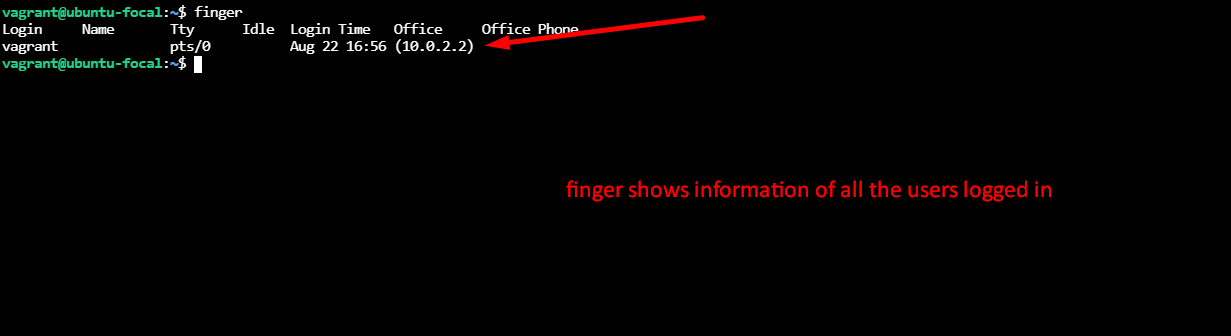 vagrant@ubuntu-focal:~$ finger
Login     Name       Tty      Idle  Login Time   Office     Office Phone
vagrant              pts/0          Aug 22 16:56 (10.0.2.2)
vagrant@ubuntu-focal:~$
finger shows information of all the users logged in